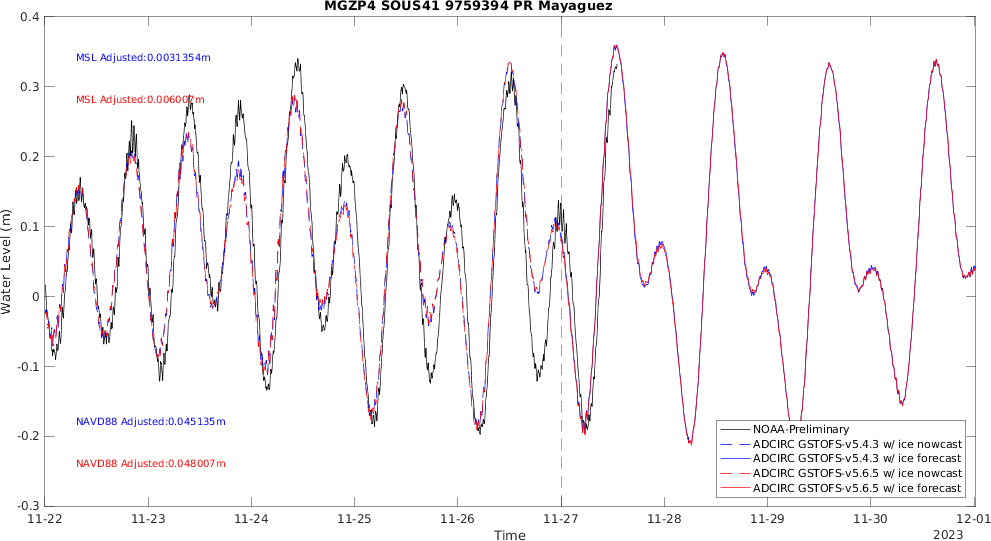 MGZP4 SOUS41 9759394 PR Mayaguez
0.4
0.3
0.2
0.1
0
-0.1
-0.2
-0.3
Water Level (m)
MSL Adjusted:0.0031354m
MSL Adjusted:0.006007m
NAVD88 Adjusted:0.045135m
NAVD88 Adjusted:0.048007m
NOAA-Preliminary
ADCIRC GSTOFS-v5.4.3 w/ ice nowcast
ADCIRC GSTOFS-v5.4.3 w/ ice forecast
ADCIRC GSTOFS-v5.6.5 w/ ice nowcast
ADCIRC GSTOFS-v5.6.5 w/ ice forecast
11-22 11-23 11-24 11-25 11-26 11-27 11-28 11-29 11-30 12-01
Time
2023